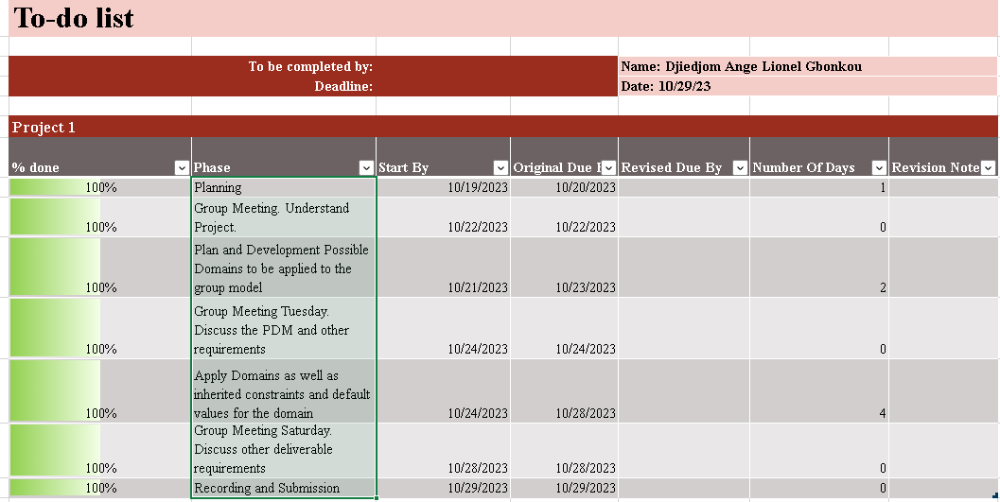 To-do list
To be completed by:
Name: Djiedjom Ange Lionel Gbonkou
Deadline:
Date: 10/29/23
Project 1
% done Phase Start By Original Due Revised Due By Number Of Days Revision Note
100% Planning 10/19/2023 10/20/2023 1
Group Meeting. Understand
Project.
100% 10/22/2023 10/22/2023 0
Plan and Development Possible
Domains to be applied to the
group model
100% 10/21/2023 10/23/2023 2
Group Meeting Tuesday.
Discuss the PDM and other
requirements
100% 10/24/2023 10/24/2023 0
Apply Domains as well as
inherited constraints and default
values for the domain
100% 10/24/2023 10/28/2023 4
Group Meeting Saturday.
Discuss other deliverable
requirements
100% 10/28/2023 10/28/2023 0
100% Recording and Submission 10/29/2023 10/29/2023 0